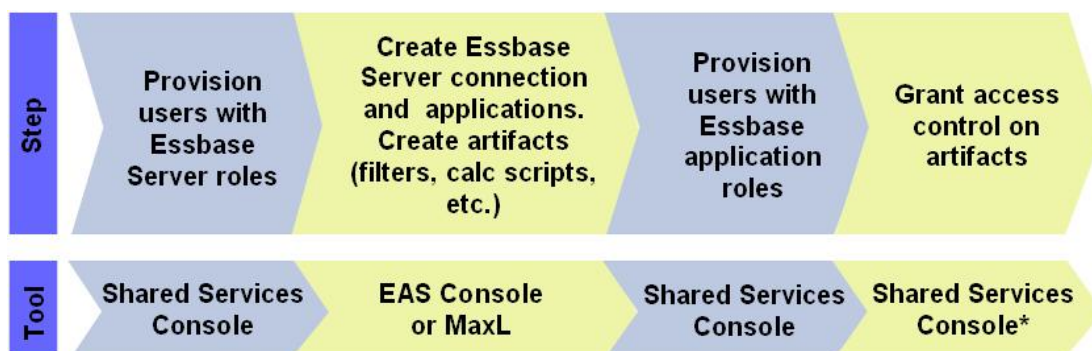 Step
Provision
users with
Essbase
Server roles
Create Essbase
Server connection
and applications.
Create artifacts
(filters, calc scripts,
etc.)
Provision
users with
Essbase
application
roles
Grant access
control on
artifacts
Tool
Shared Services
Console
EAS Console
or MaxL
Shared Services
Console
Shared Services
Console*